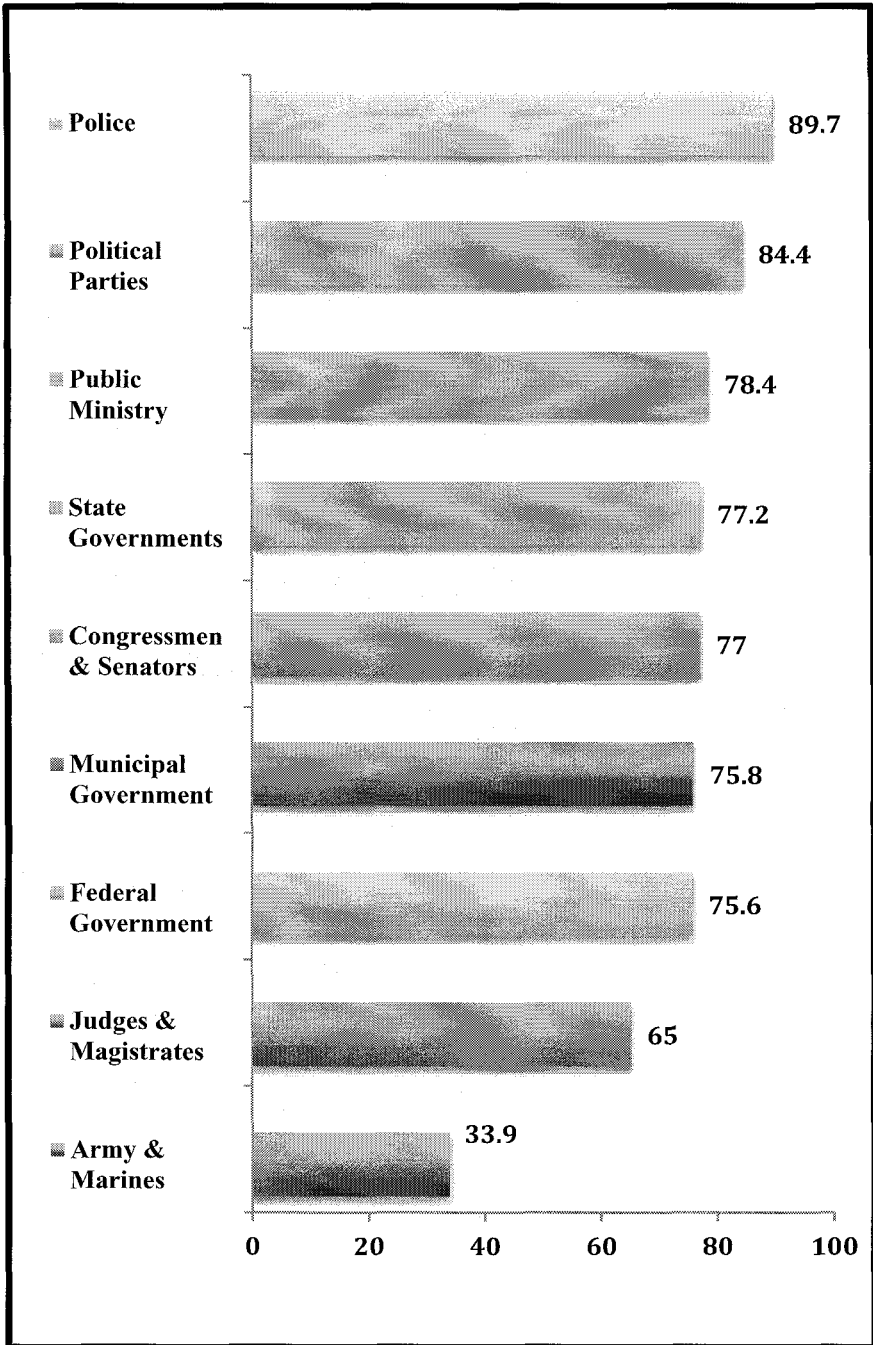 Police
89.7
Political
Parties
84.4
Public
Ministry
78.4
State
Governments
77.2
Congressmen
& Senators
77
Municipal
Government
75.8
Federal
Government
75.6
Judges &
Magistrates
65
Army &
Marines
33.9
0 20 40 60 80 100